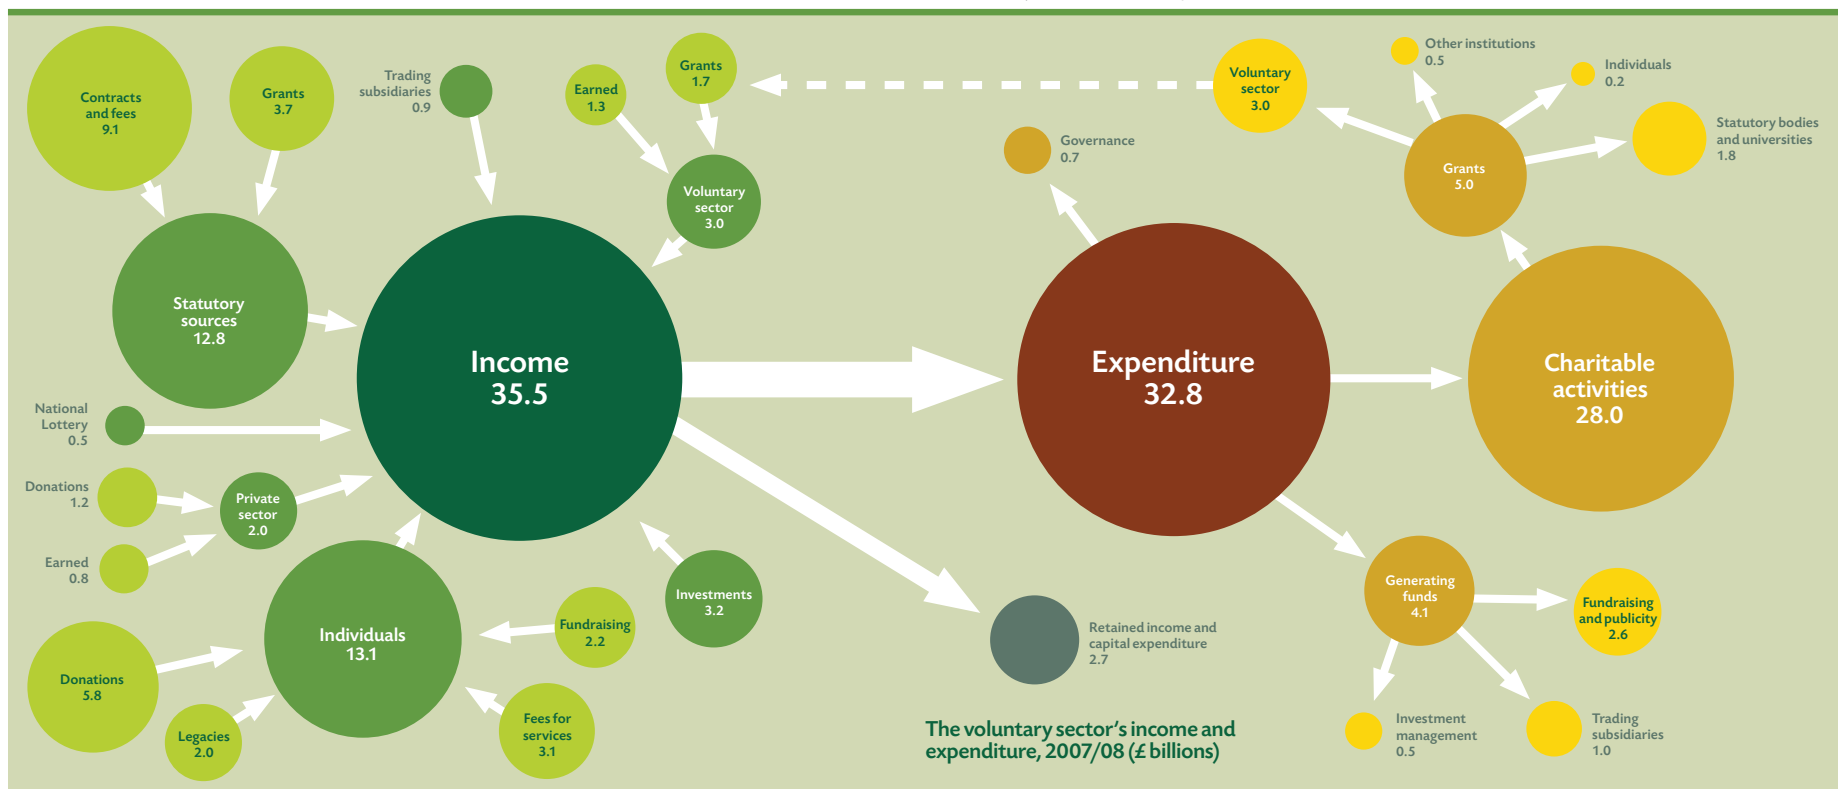 Contracts
and fees
9.1
Grants
3.7
Trading
subsidiaries
0.9
Earned
1.3
Grants
1.7
Voluntary
sector
3.0
Statutory
sources
12.8
National
Lottery
0.5
Donations
1.2
Private
sector
2.0
Earned
0.8
Individuals
13.1
Donations
5.8
Legacies
2.0
Fundraising
2.2
Fees for
services
3.1
Investments
3.2
Income
35.5
Governance
0.7
Expenditure
32.8
Retained income and
capital expenditure
2.7
Voluntary
sector
3.0
Other institutions
0.5
Individuals
0.2
Statutory bodies
and universities
1.8
Grants
5.0
Charitable
activities
28.0
Generating
funds
4.1
Fundraising
and publicity
2.6
Investment
management
0.5
Trading
subsidiaries
1.0
The voluntary sector's income and
expenditure, 2007/08 (£ billions)